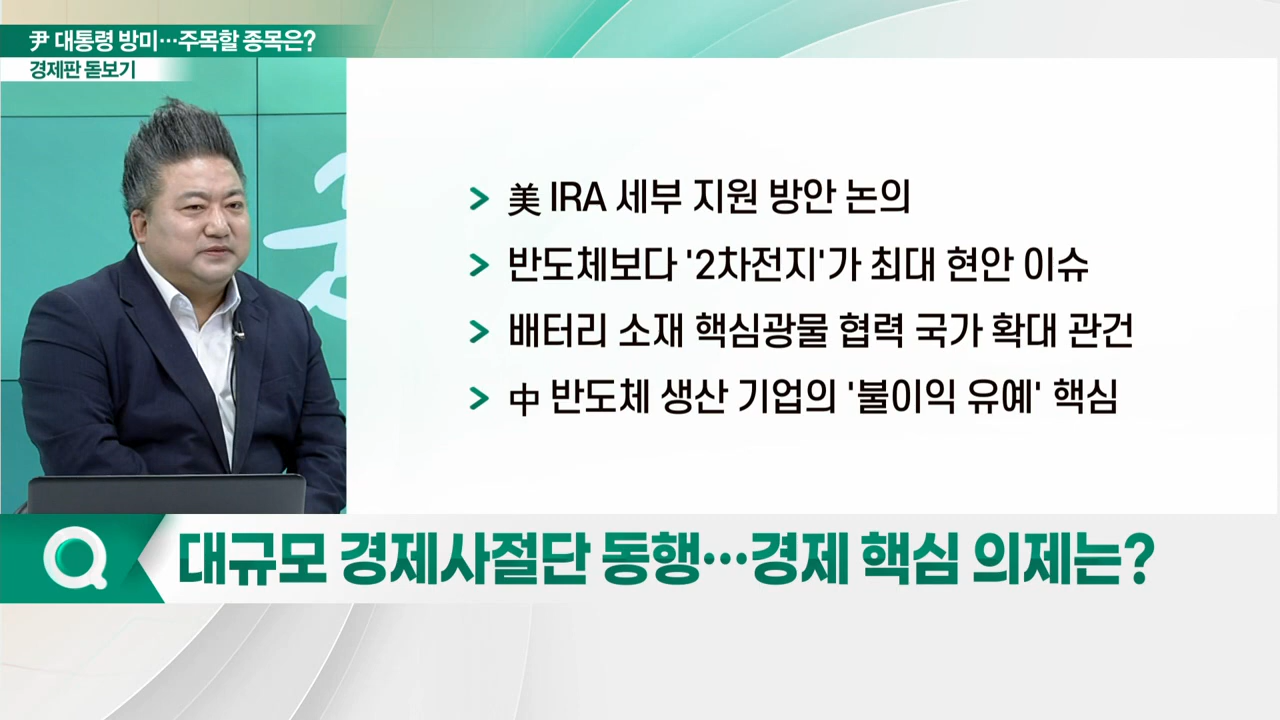 尹 대통령 방미…주목할 종목은?
경제판 돋보기
> 美 IRA 세부 지원 방안 논의
> 반도체보다 '2차전지'가 최대 현안 이슈
> 배터리 소재 핵심광물 협력 국가 확대 관건
> 中 반도체 생산 기업의 '불이익 유예' 핵심
대규모 경제사절단 동행…경제 핵심 의제는?